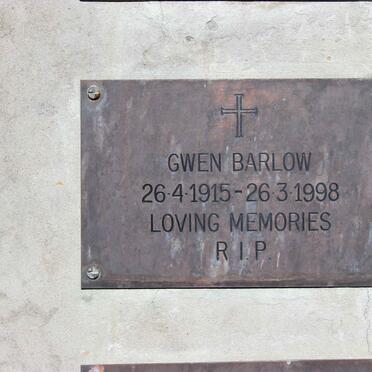 GWEN BARLOW
26·4·1915-26·3·1998
LOVING MEMORIES
R.I.P.